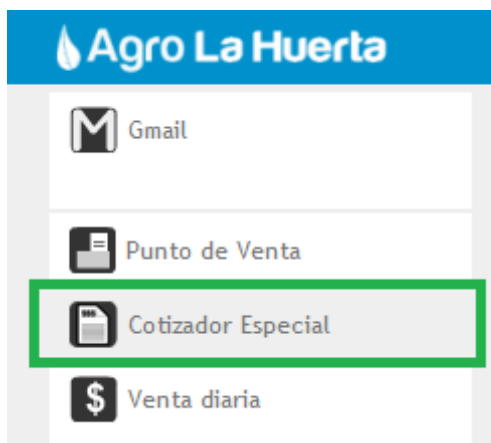 Agro La Huerta
Gmail
Punto de Venta
Cotizador Especial
$ Venta diaria